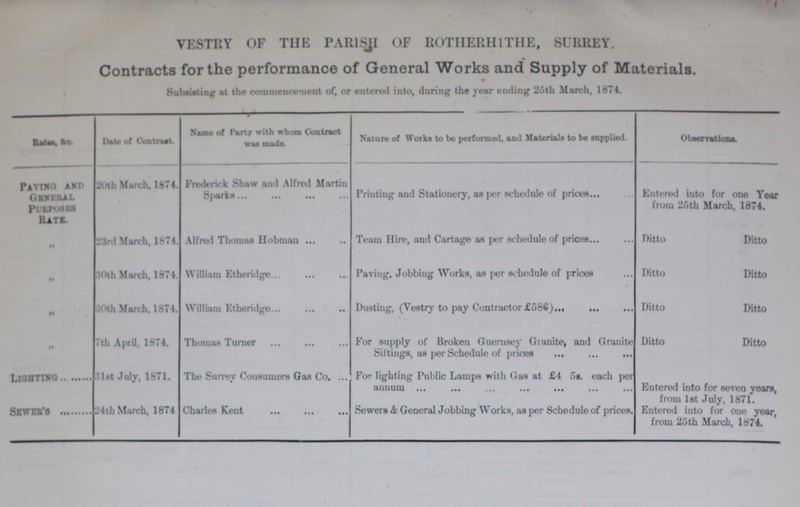 VESTRY OF THE PARISH OF ROTHERHITHE, SURREY.
Contracts for the performance of General Works and Supply of Materials.
Subsisting at the commencement of, or entered into, during the year ending 25th March, 1874.
Rates, &c. Date of Contract. Name of Party with whom Contract was made. Nature of Works to be performed, and Materials to be supplied. Observations.
PAVING AND GENERAL PURPOSES RATE. 20th March, 1874. Frederick Shaw and Alfred Martin Sparks... ... ... ... Printing and Stationery, as per schedule of prices... ... Entered into for one Year from 25th March, 1874.
„ 23rd March, 1874. Alfred Thomas Hobman ... .. Team Hire, and Cartage as per schedule of prices... ... Ditto Ditto
„ 30th March, 1874. William Etheridge... ... .. Paving, Jobbing Works, as per schedule of prices ... Ditto Ditto
„ 30th March, 1874. William Etheridge... ... .. Dusting, (Vestry to pay Contractor £586)... ... ... Ditto Ditto
„ 7th April, 1874. Thomas Turner ... ... ... For supply of Broken Guernsey Granite, and Granite Siftings, as per Schedule of prices ... ... ... Ditto Ditto
LIGHTING .. ...... 31st July, 1871. The Surrey Consumers Gas Co. ... For lighting Public Lamps with Gas at £4 5s. each per annum ... ... ... ... ... ... ... Entered into for seven years, from 1st July, 1871.
SEWER'S ......... 24th March, 1874 Charles Kent ... ... ... Sewers & General Jobbing Works, as per Schedule of prices. Entered into for one year, from 25th March, 1874.